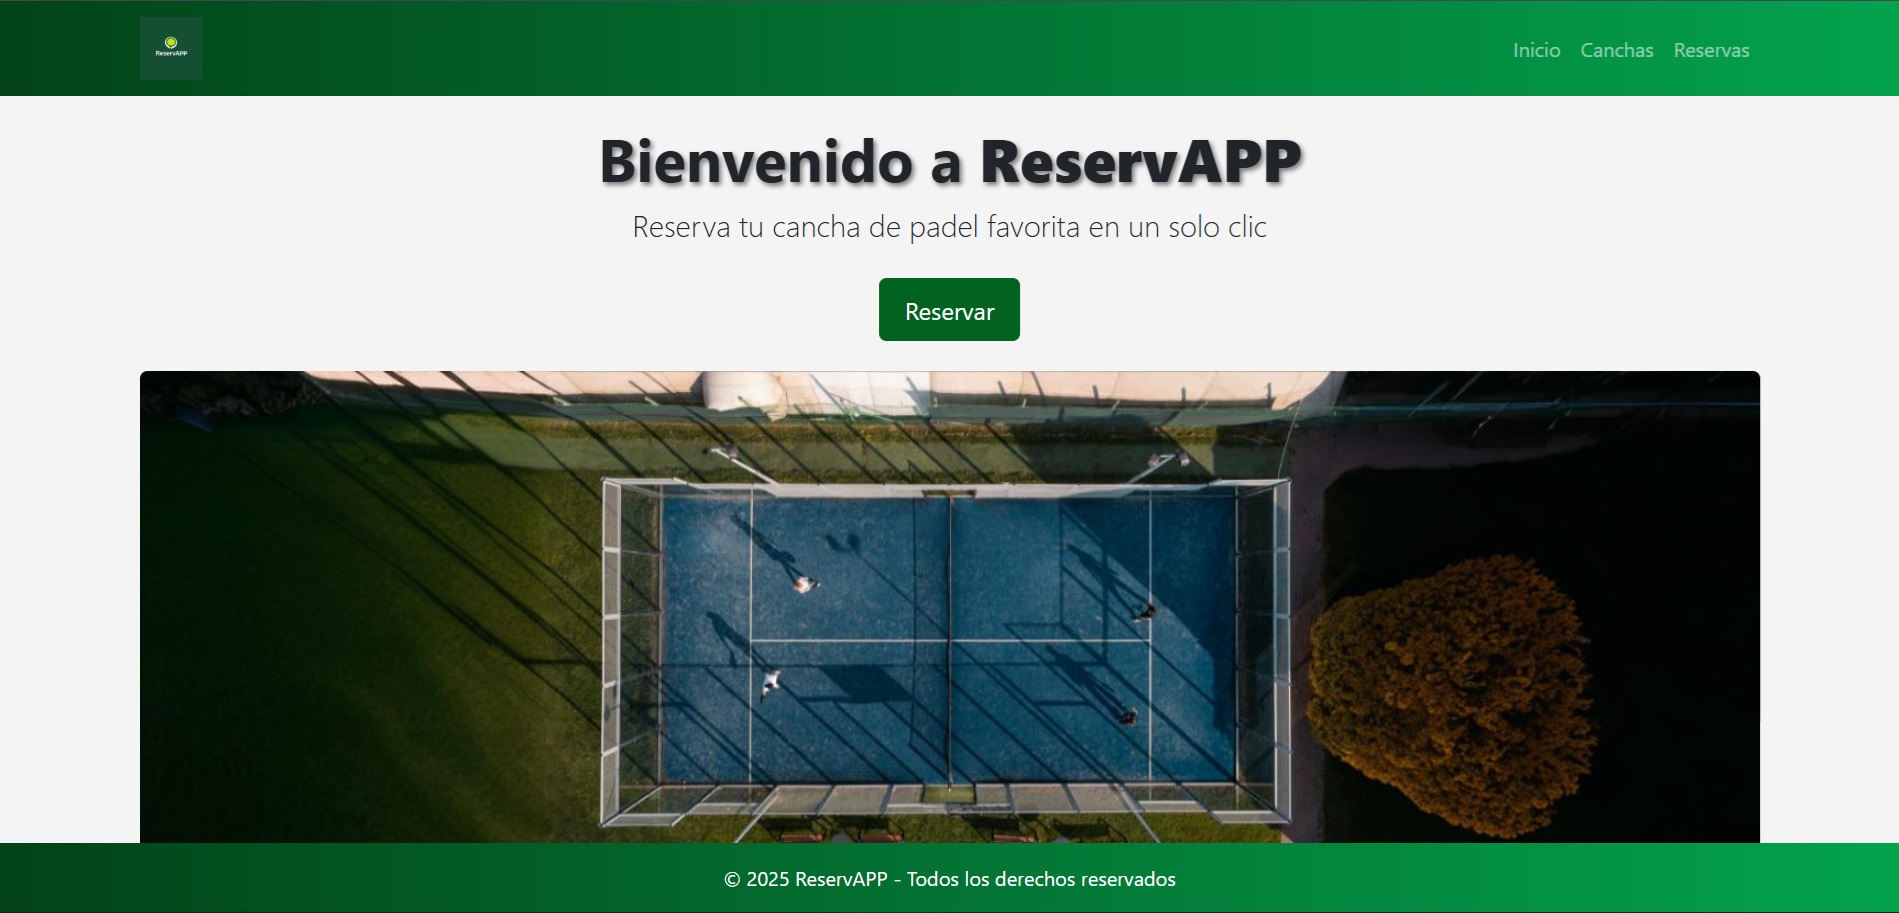 ReservAPP
Inicio Canchas Reservas
Bienvenido a ReservAPP
Reserva tu cancha de padel favorita en un solo clic
Reservar
© 2025 ReservAPP - Todos los derechos reservados